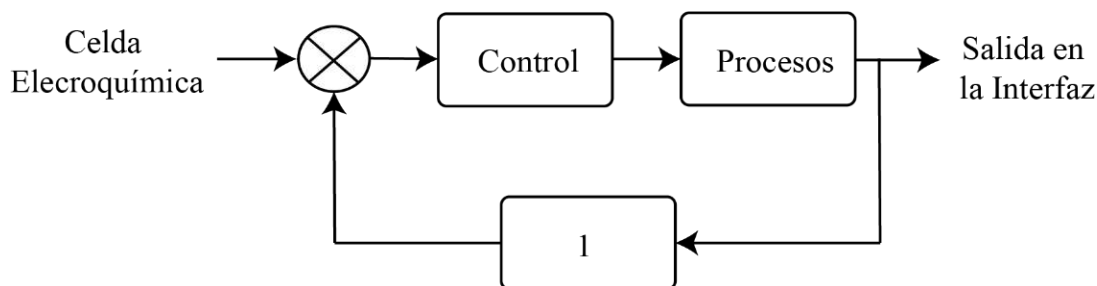 Celda
Elecroquímica
Control
Procesos
Salida en
la Interfaz
1